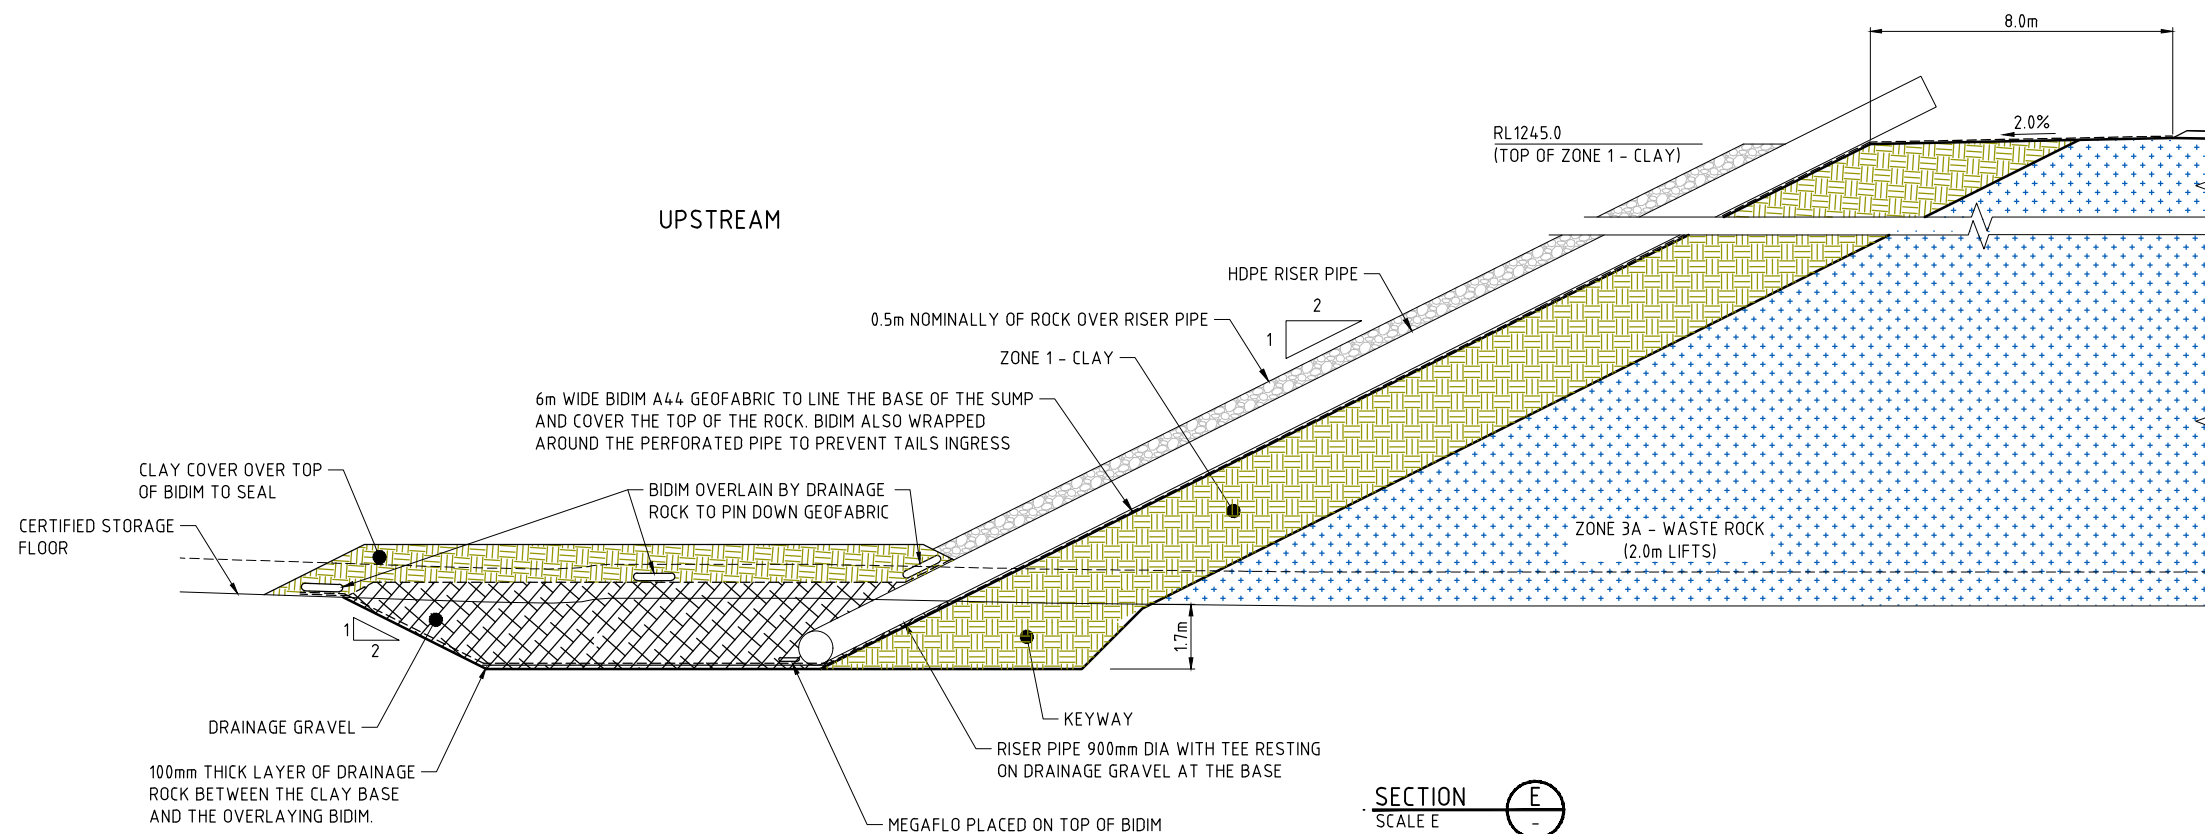 8.0m
2.0%
RL1245.0
(TOP OF ZONE 1 - CLAY)
UPSTREAM
HDPE RISER PIPE
2
1
0.5m NOMINALLY OF ROCK OVER RISER PIPE
ZONE 1 - CLAY
6m WIDE BIDIM A44 GEOFABRIC TO LINE THE BASE OF THE SUMP
AND COVER THE TOP OF THE ROCK. BIDIM ALSO WRAPPED
AROUND THE PERFORATED PIPE TO PREVENT TAILS INGRESS
CLAY COVER OVER TOP
OF BIDIM TO SEAL
BIDIM OVERLAIN BY DRAINAGE
ROCK TO PIN DOWN GEOFABRIC
CERTIFIED STORAGE
FLOOR
ZONE 3A - WASTE ROCK
(2.0m LIFTS)
1
2
1.7m
DRAINAGE GRAVEL
KEYWAY
RISER PIPE 900mm DIA WITH TEE RESTING
ON DRAINAGE GRAVEL AT THE BASE
100mm THICK LAYER OF DRAINAGE
ROCK BETWEEN THE CLAY BASE
AND THE OVERLAYING BIDIM.
MEGAFLO PLACED ON TOP OF BIDIM
SECTION E
SCALE E -